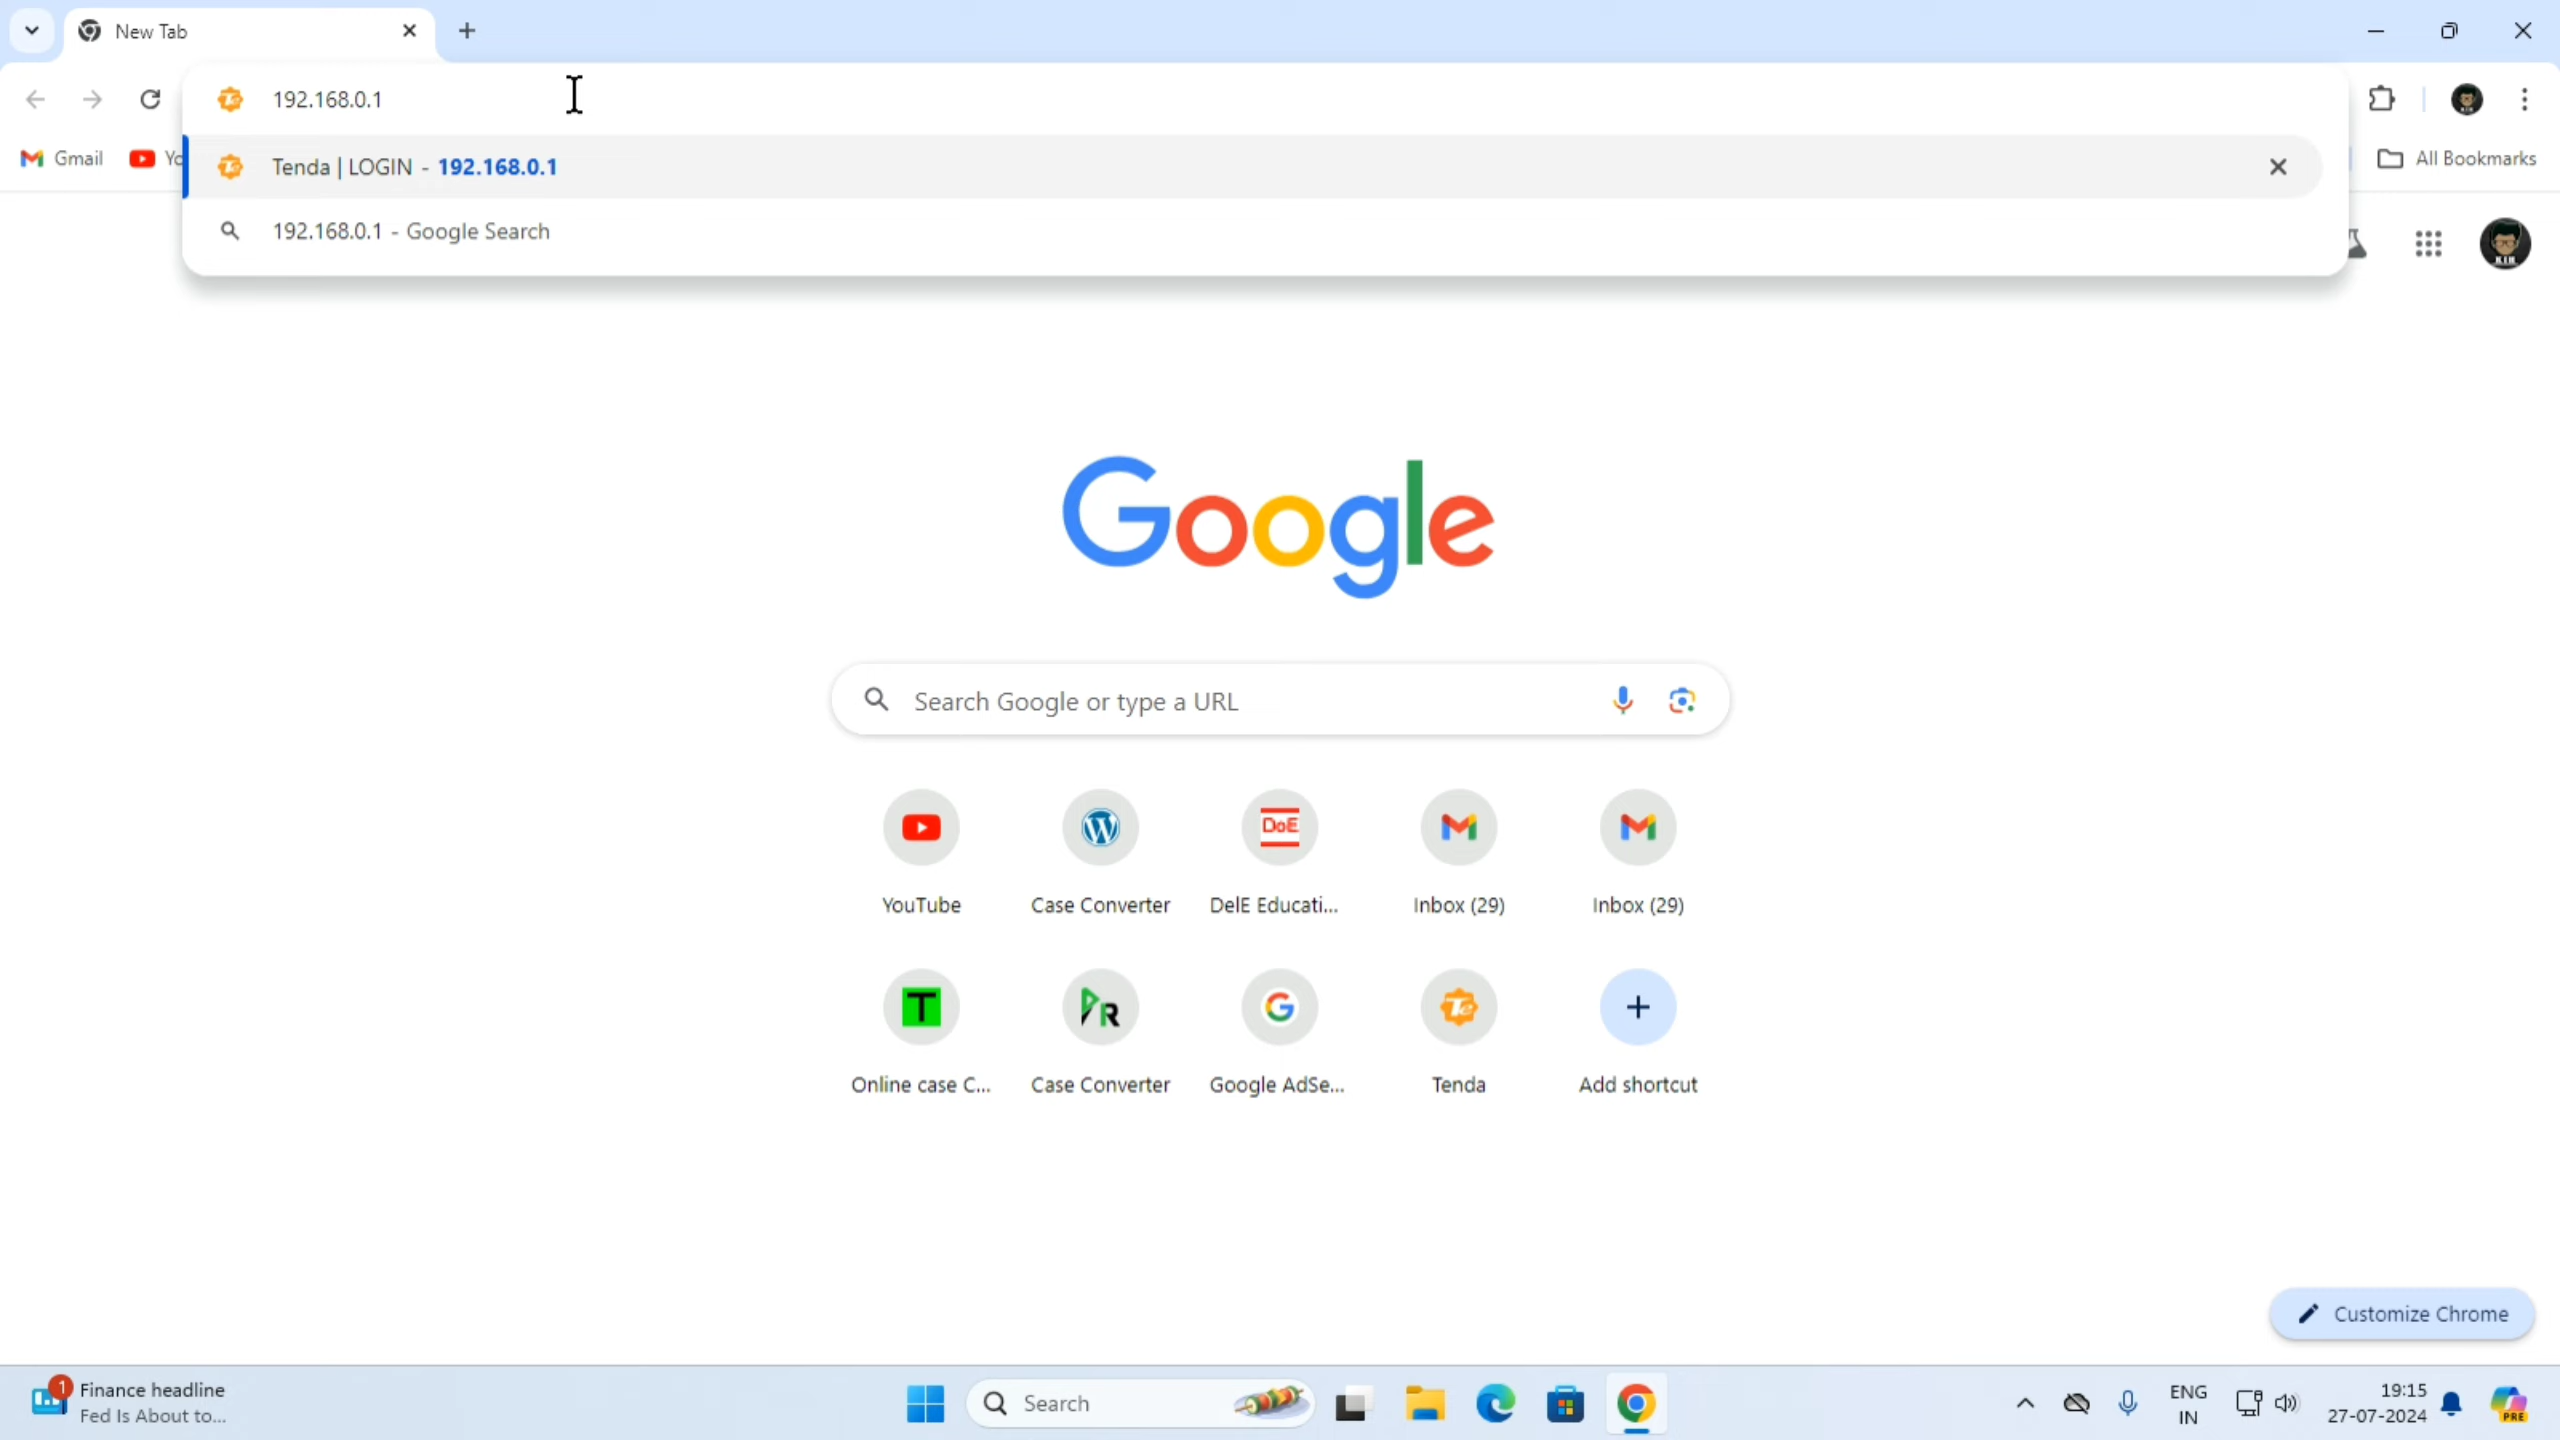 New Tab
192.168.0.1
Tenda | LOGIN - 192.168.0.1
192.168.0.1 - Google Search
Gmail
Yo
All Bookmarks
Google
Search Google or type a URL
DoE
YouTube
Case Converter
DelE Educati...
Inbox (29)
Inbox (29)
T
Online case C...
Case Converter
Google AdSe...
Tenda
Add shortcut
Customize Chrome
1
Finance headline
Fed Is About to...
Search
ENG
IN
19:15
27-07-2024
PRE